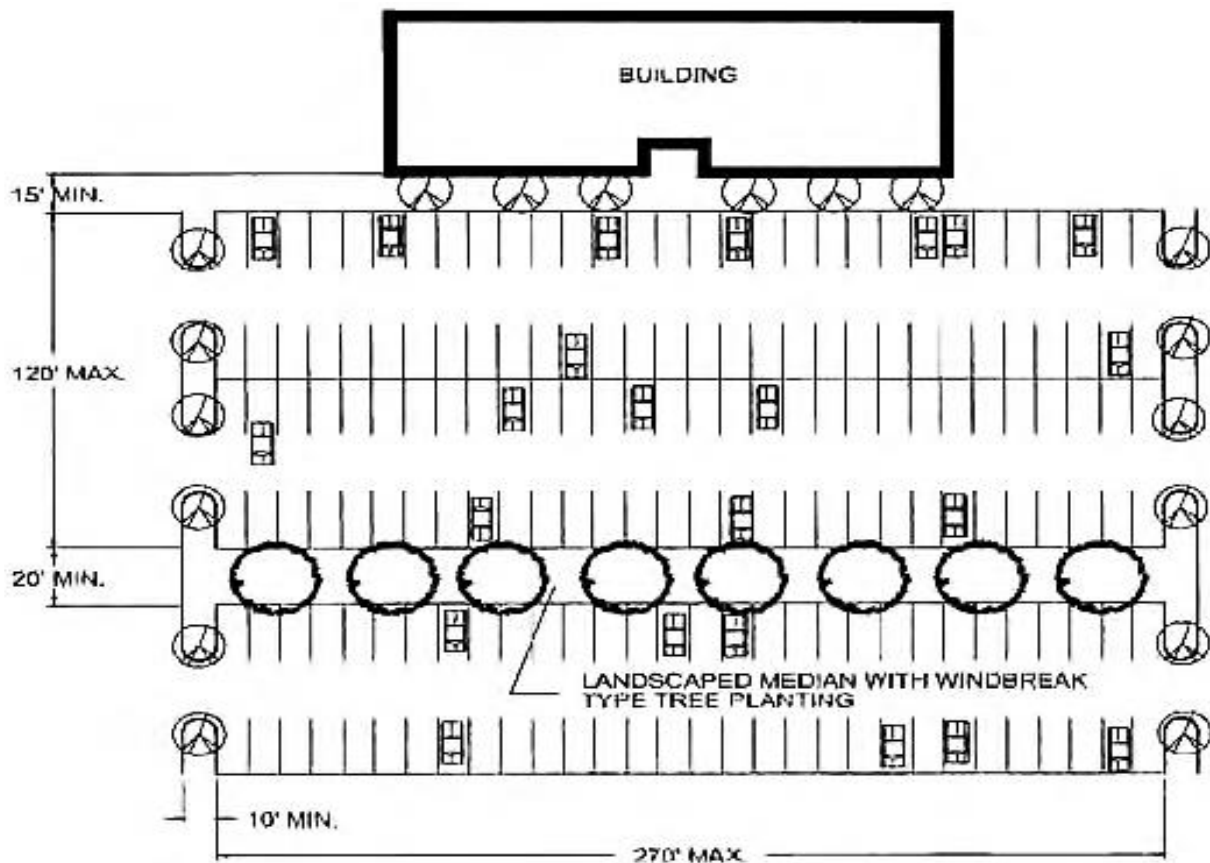 BUILDING
15' MIN.
120' MAX.
20' MIN.
LANDSCAPED MEDIAN WITH WINDBREAK
TYPE TREE PLANTING
10' MIN.
270' MAX.